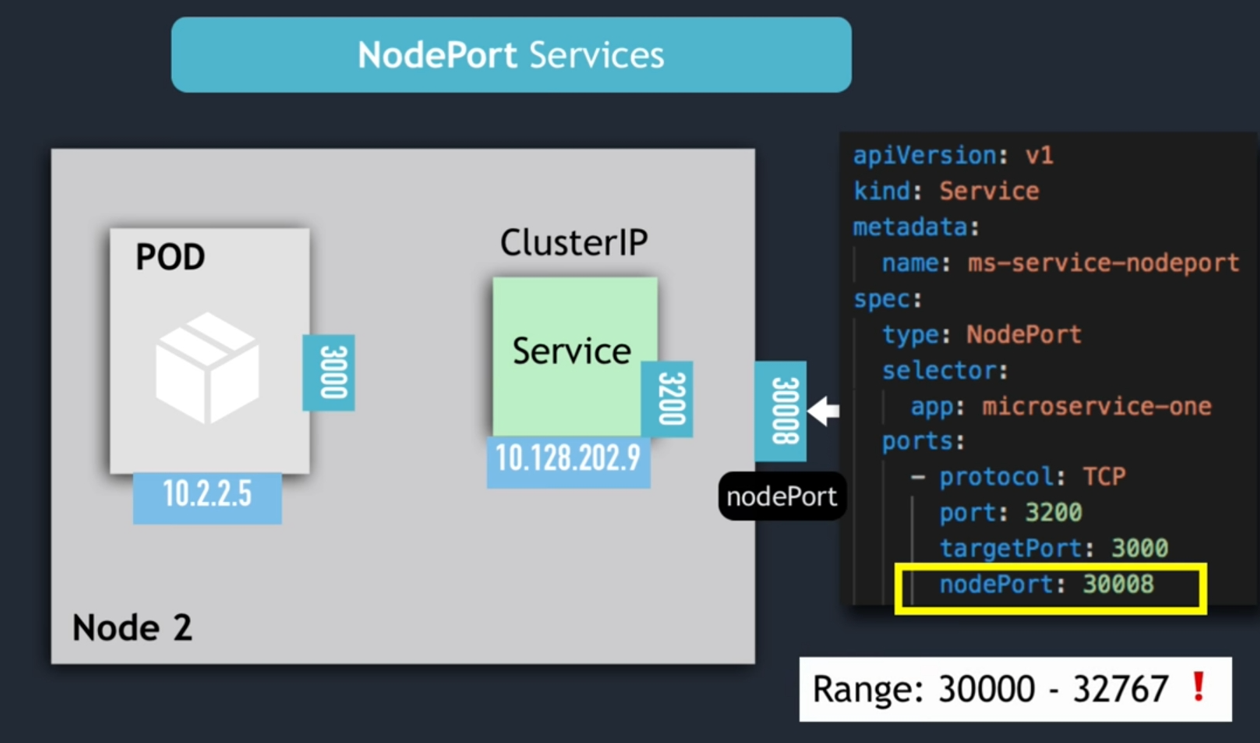 NodePort Services
POD
3000
10.2.2.5
ClusterIP
Service
3200
10.128.202.9
30008
nodePort
Node 2
apiVersion: v1
kind: Service
metadata:
  name: ms-service-nodeport
spec:
  type: NodePort
  selector:
    app: microservice-one
  ports:
    - protocol: TCP
      port: 3200
      targetPort: 3000
      nodePort: 30008
Range: 30000 - 32767 !